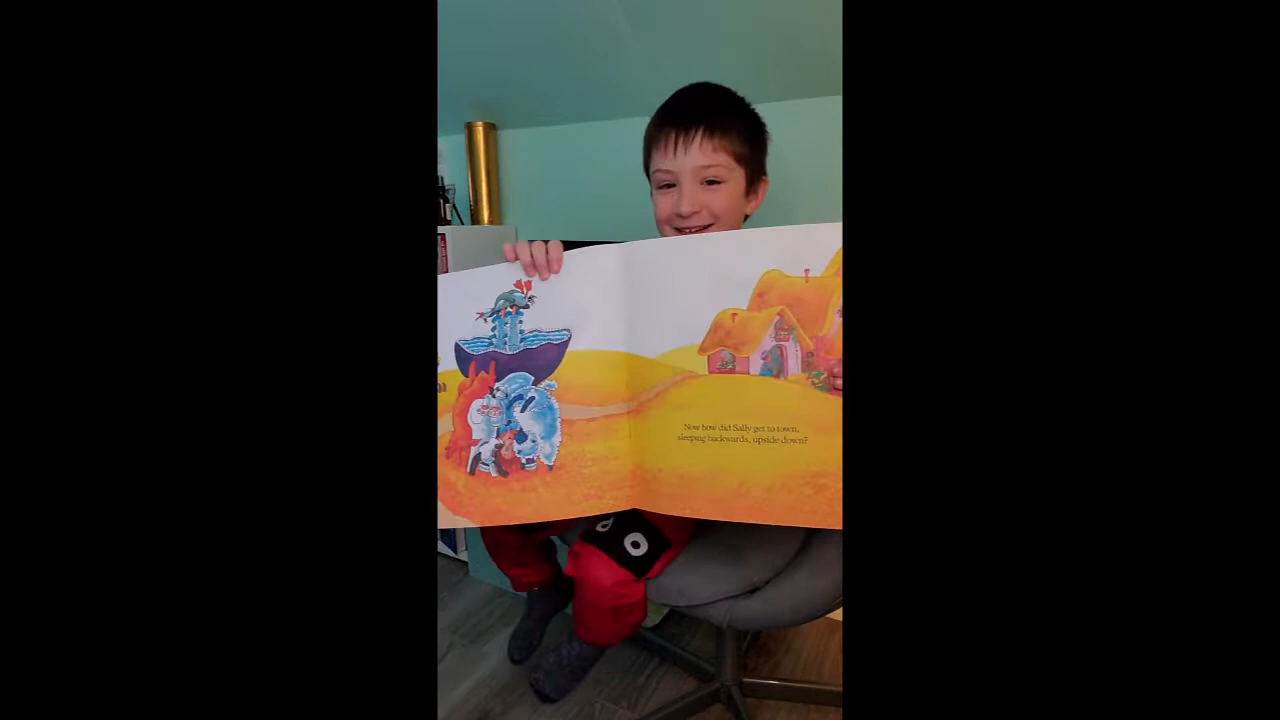 Now how did Sally get to town,
sleeping backwards, upside down?